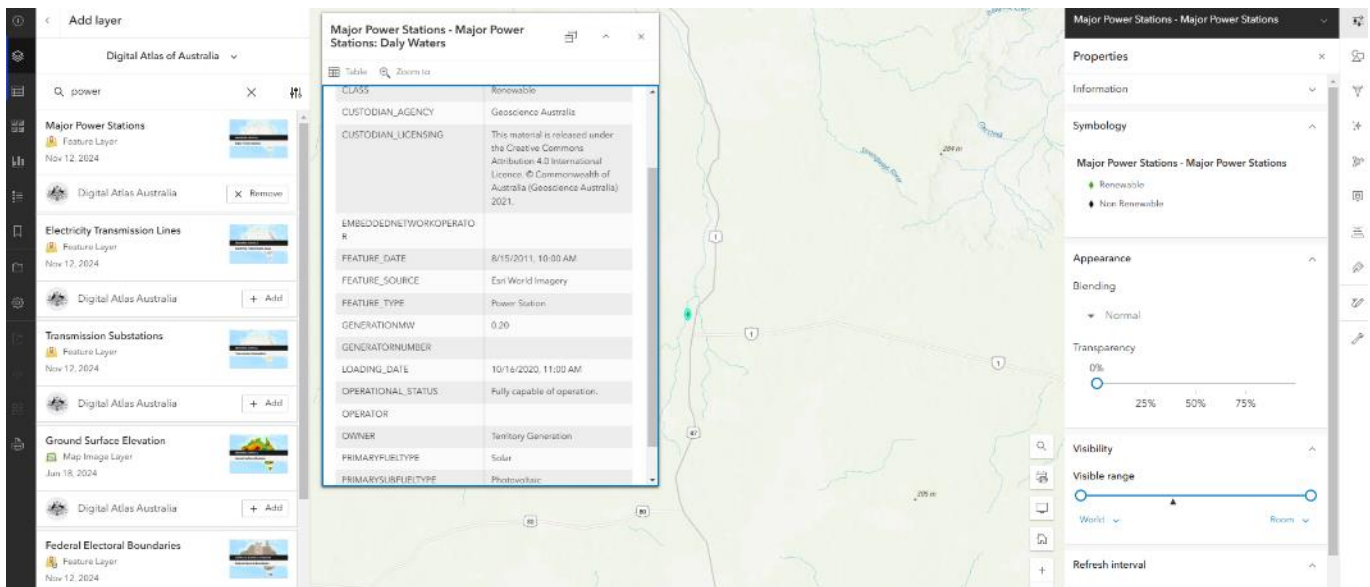 Add layer
Digital Atlas of Australia
power
Major Power Stations
Feature Layer
Nov 12, 2024
Digital Atlas Australia
Remove
Electricity Transmission Lines
Feature Layer
Nov 12, 2024
Digital Atlas Australia
+ Add
Transmission Substations
Feature Layer
Nov 12, 2024
Digital Atlas Australia
+ Add
Ground Surface Elevation
Map Image Layer
Jun 18, 2024
Digital Atlas Australia
+ Add
Federal Electoral Boundaries
Feature Layer
Nov 12, 2024
Major Power Stations - Major Power
Stations: Daly Waters
Table Zoom to
CLASS Renewable
CUSTODIAN_AGENCY Geoscience Australia
CUSTODIAN_LICENSING This material is released under
the Creative Commons
Attribution 4.0 International
Licence. © Commonwealth of
Australia (Geoscience Australia)
2021.
EMBEDDEDNETWORKOPERATO
R
FEATURE_DATE 8/15/2011, 10:00 AM
FEATURE_SOURCE Esri World Imagery
FEATURE_TYPE Power Station
GENERATIONMW 0.20
GENERATORNUMBER
LOADING_DATE 10/16/2020, 11:00 AM
OPERATIONAL_STATUS Fully capable of operation.
OPERATOR
OWNER Territory Generation
PRIMARYFUELTYPE Solar
PRIMARYSUBFUELTYPE Photovoltaic
284 m
1
1
1
87
80
80
205 m
Major Power Stations - Major Power Stations
Properties
Information
Symbology
Major Power Stations - Major Power Stations
Renewable
Non Renewable
Appearance
Blending
Normal
Transparency
0%
25% 50% 75%
Visibility
Visible range
World Room
Refresh interval